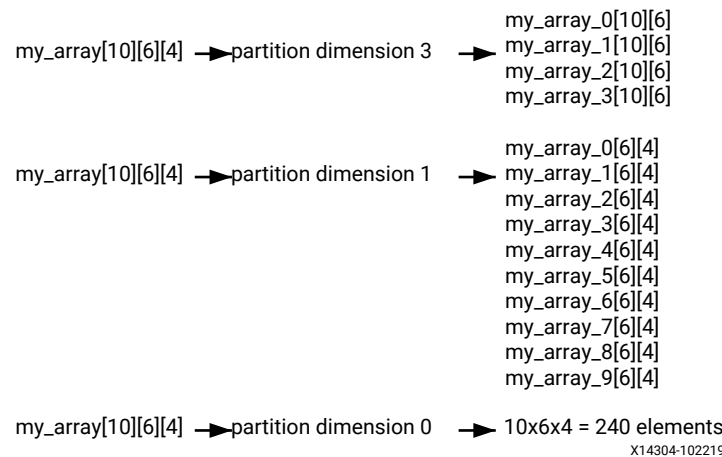 my_array[10][6][4] partition dimension 3
my_array_0[10][6]
my_array_1[10][6]
my_array_2[10][6]
my_array_3[10][6]
my_array[10][6][4] partition dimension 1
my_array_0[6][4]
my_array_1[6][4]
my_array_2[6][4]
my_array_3[6][4]
my_array_4[6][4]
my_array_5[6][4]
my_array_6[6][4]
my_array_7[6][4]
my_array_8[6][4]
my_array_9[6][4]
my_array[10][6][4] partition dimension 0 10x6x4 = 240 elements
X14304-102219